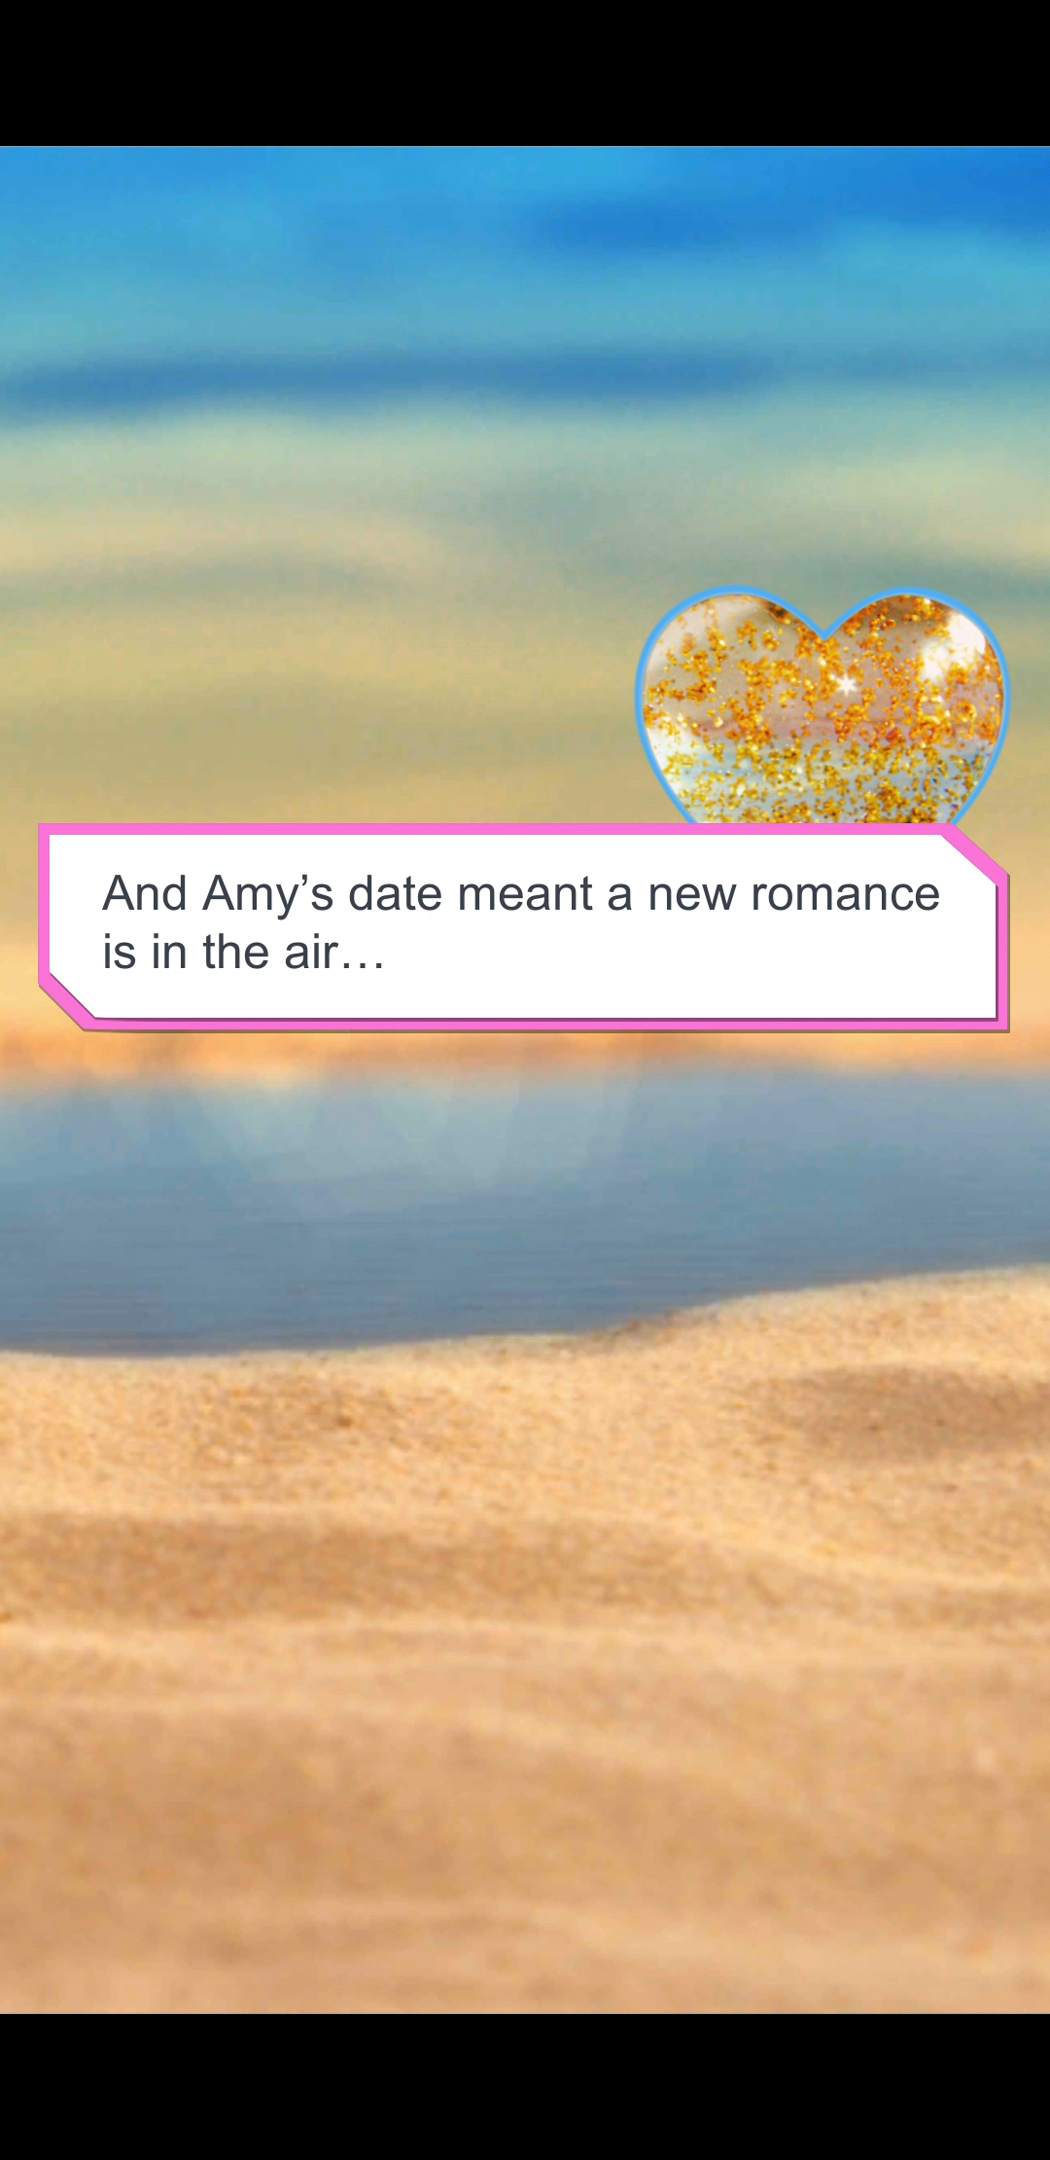 And Amy’s date meant a new romance
is in the air…